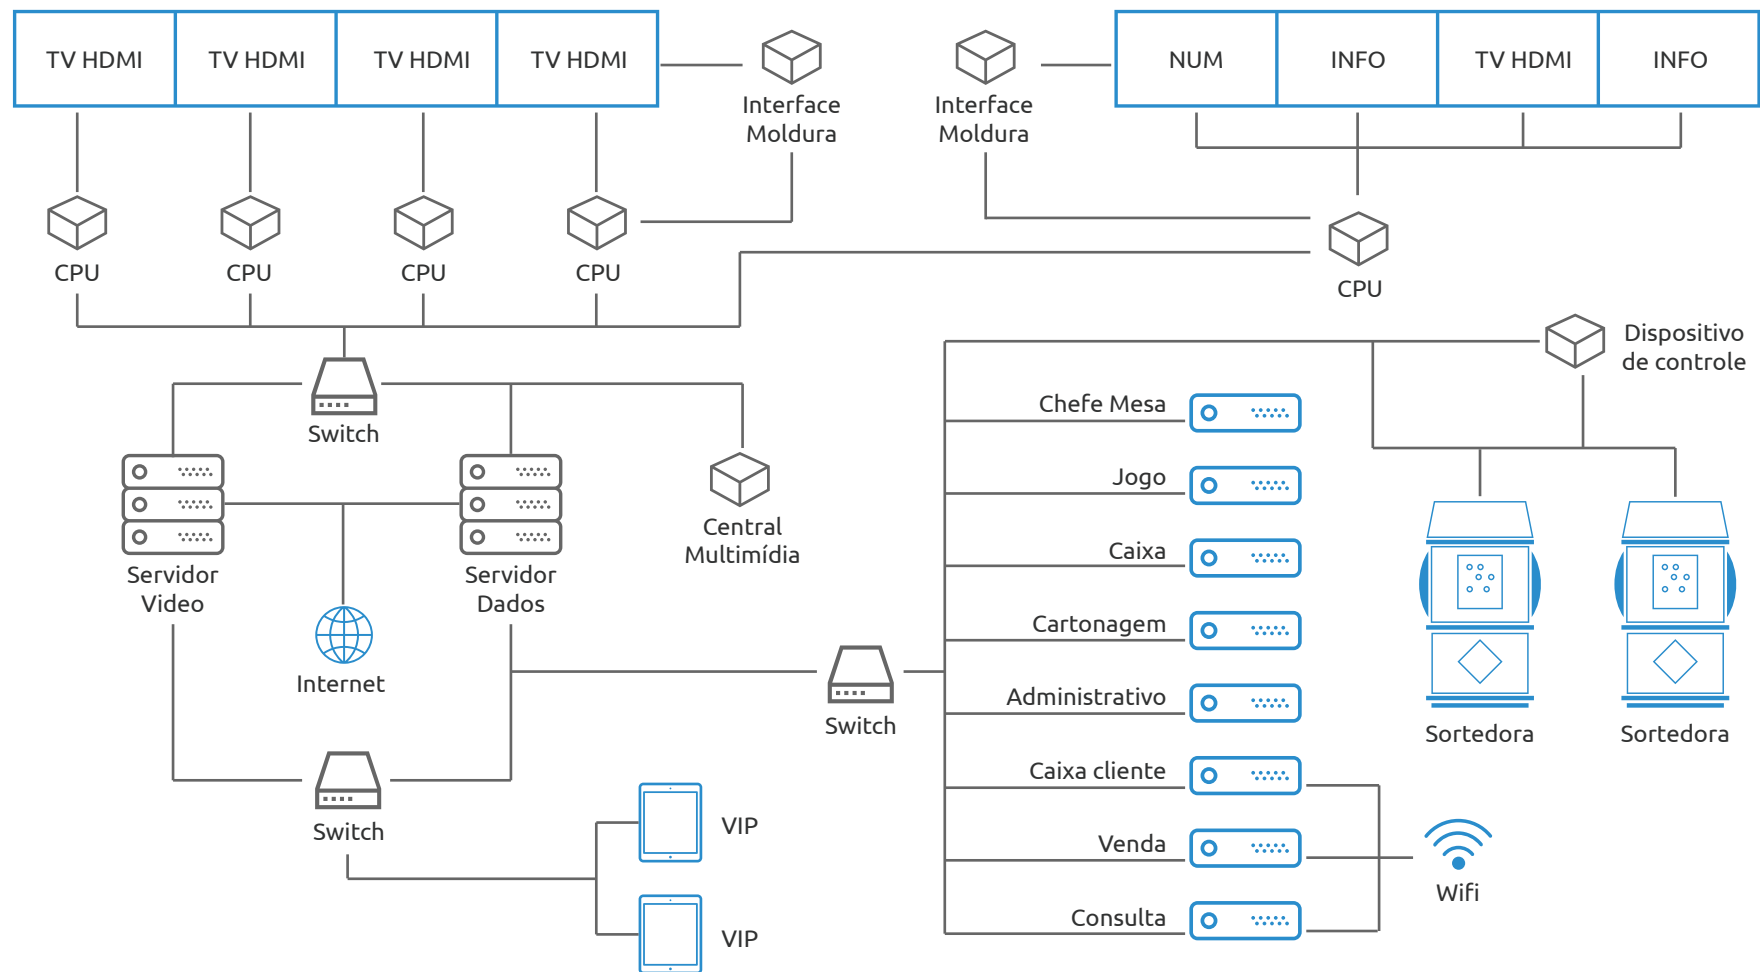 TV HDMI
TV HDMI
TV HDMI
TV HDMI
NUM
INFO
TV HDMI
INFO
Interface
Moldura
Interface
Moldura
CPU
CPU
CPU
CPU
CPU
Dispositivo
de controle
Switch
Chefe Mesa
Jogo
Central
Multimídia
Caixa
Servidor
Video
Servidor
Dados
Cartonagem
Internet
Administrativo
Switch
Sortedora
Sortedora
Caixa cliente
Switch
VIP
Venda
Wifi
Consulta
VIP